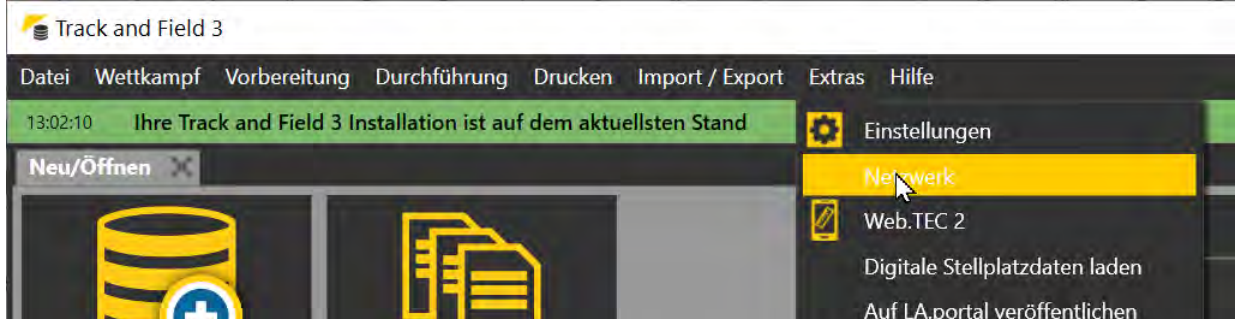 Track and Field 3
Datei Wettkampf Vorbereitung Durchführung Drucken Import / Export Extras Hilfe
13:02:10 Ihre Track and Field 3 Installation ist auf dem aktuellsten Stand
Neu/Öffnen
Einstellungen
Netzwerk
Web.TEC 2
Digitale Stellplatzdaten laden
Auf LA.portal veröffentlichen